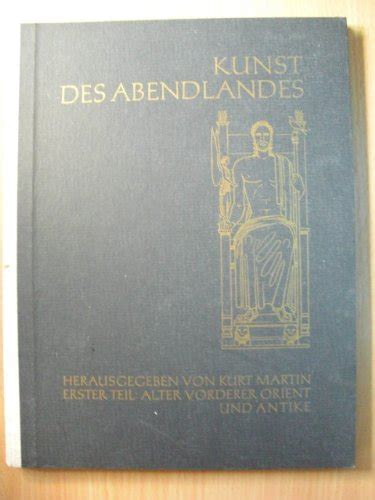 KUNST
DES ABENDLANDES
HERAUSGEGEBEN VON KURT MARTIN
ERSTER TEIL: ALTER VORDERER ORIENT
UND ANTIKE